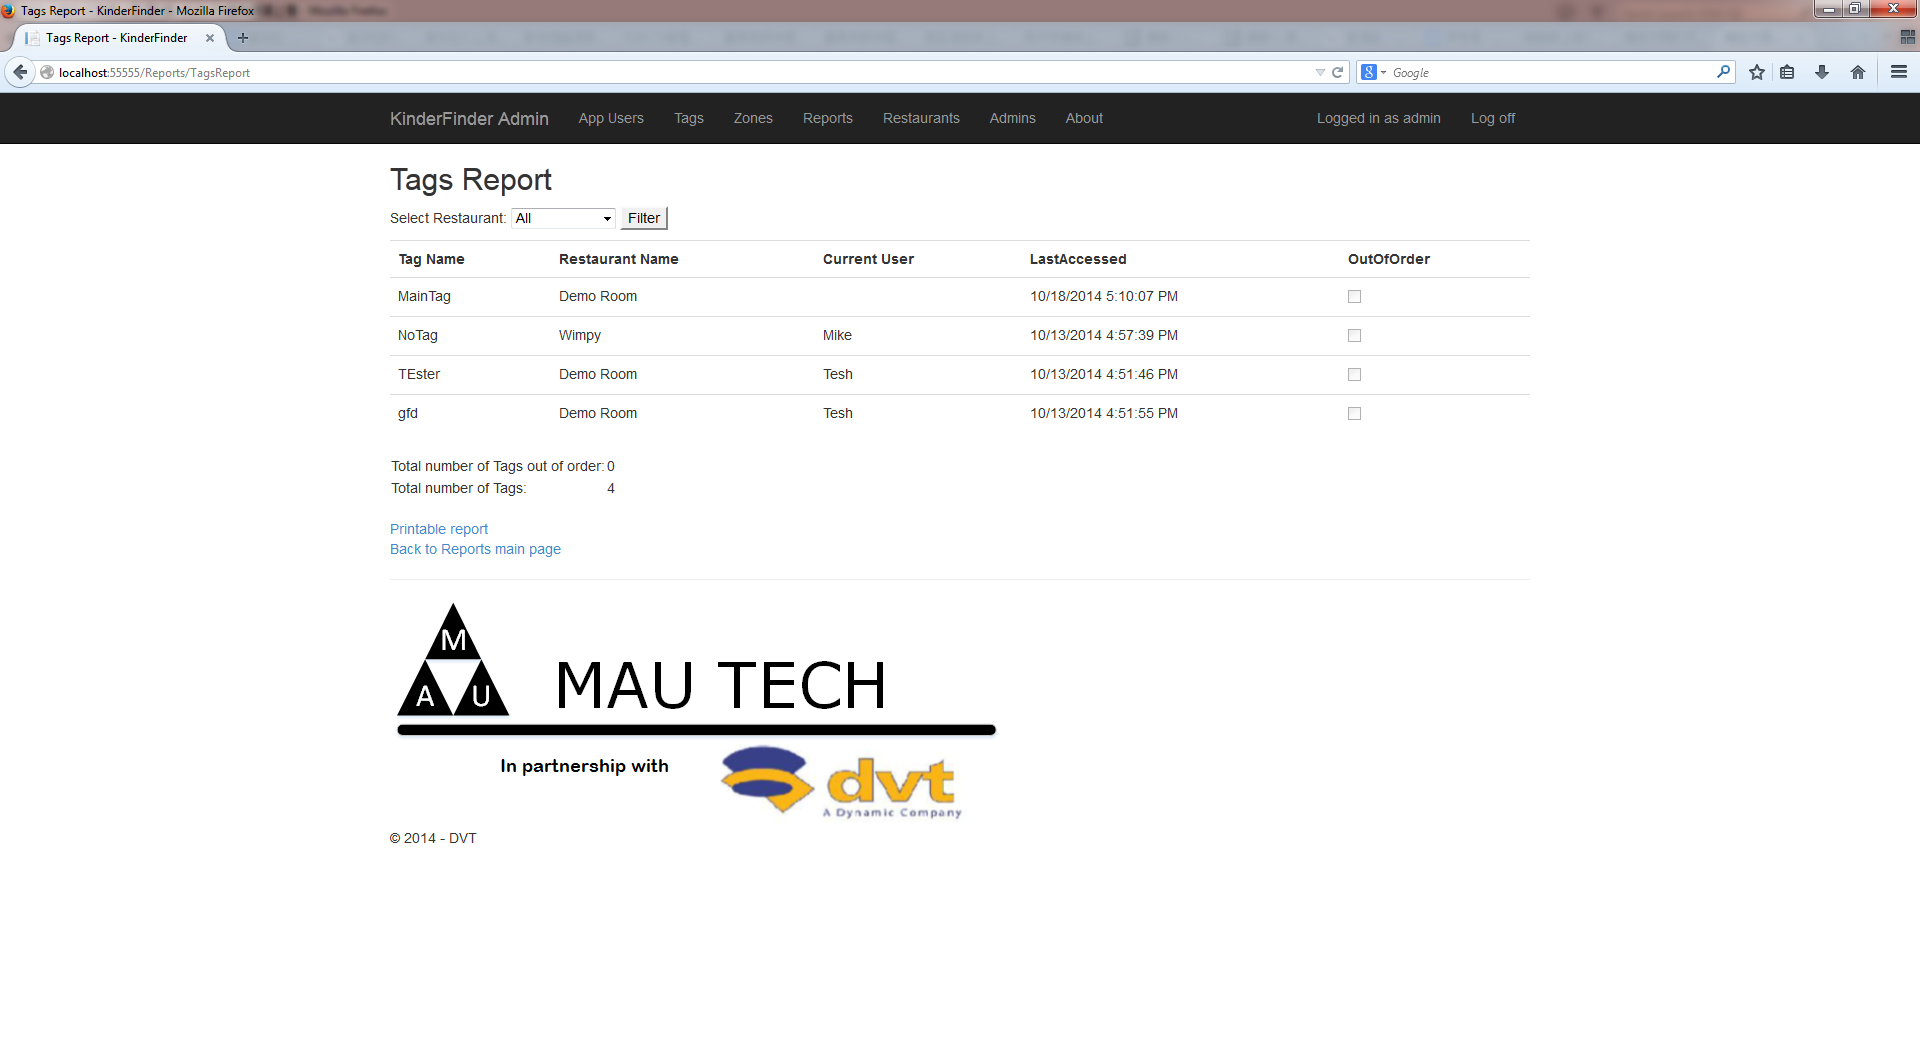 Tags Report - KinderFinder - Mozilla Firefox
Tags Report - KinderFinder
localhost:55555/Reports/TagsReport
8 Google
KinderFinder Admin App Users Tags Zones Reports Restaurants Admins About Logged in as admin Log off
Tags Report
Select Restaurant: All Filter
Tag Name Restaurant Name Current User LastAccessed OutOfOrder
MainTag Demo Room 10/18/2014 5:10:07 PM
NoTag Wimpy Mike 10/13/2014 4:57:39 PM
TEster Demo Room Tesh 10/13/2014 4:51:46 PM
gfd Demo Room Tesh 10/13/2014 4:51:55 PM
Total number of Tags out of order: 0
Total number of Tags: 4
Printable report
Back to Reports main page
M
A U
MAU TECH
In partnership with
dvt
A Dynamic Company
© 2014 - DVT